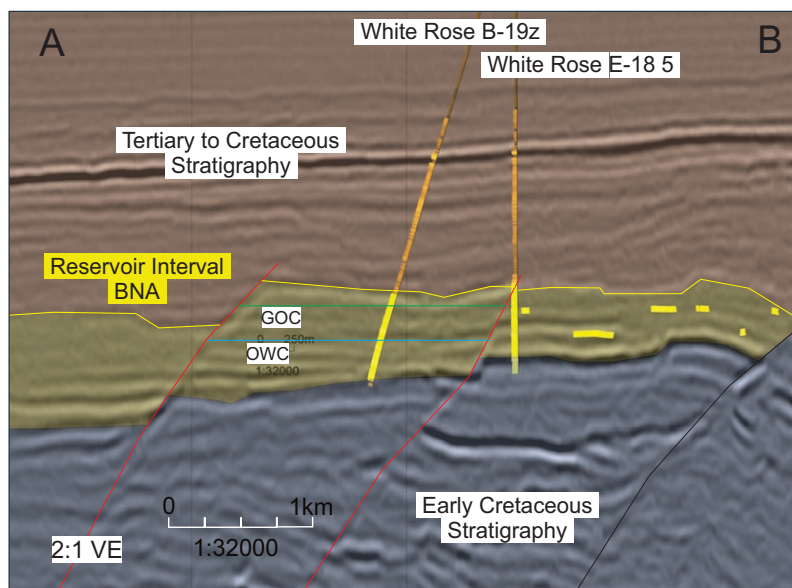 A
B
White Rose B-19z
White Rose E-18 5
Tertiary to Cretaceous
Stratigraphy
Reservoir Interval
BNA
GOC
0 250m
OWC
1:32000
Early Cretaceous
Stratigraphy
0 1km
1:32000
2:1 VE